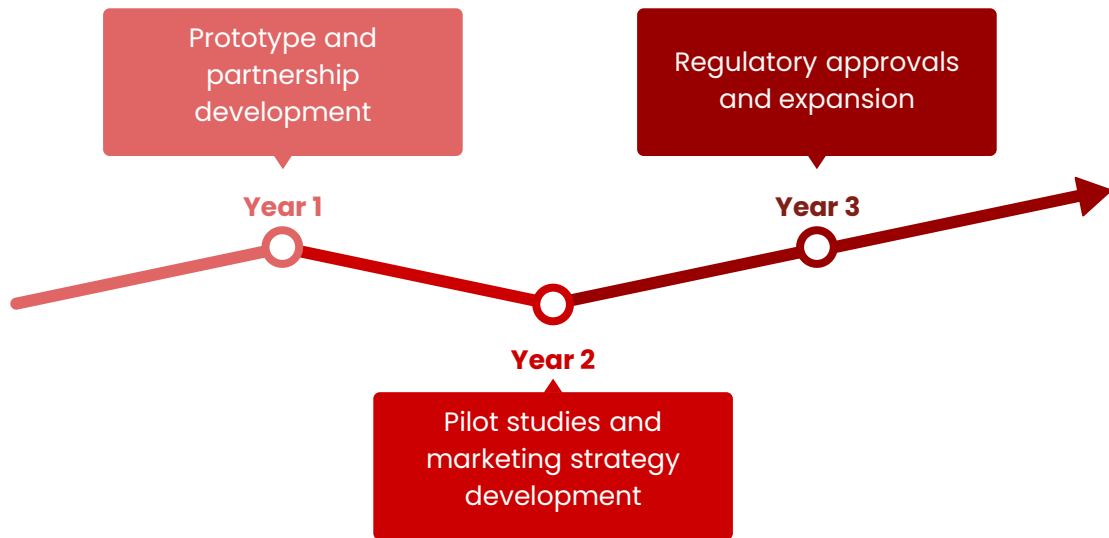 Prototype and
partnership
development
Year 1
Year 2
Pilot studies and
marketing strategy
development
Regulatory approvals
and expansion
Year 3